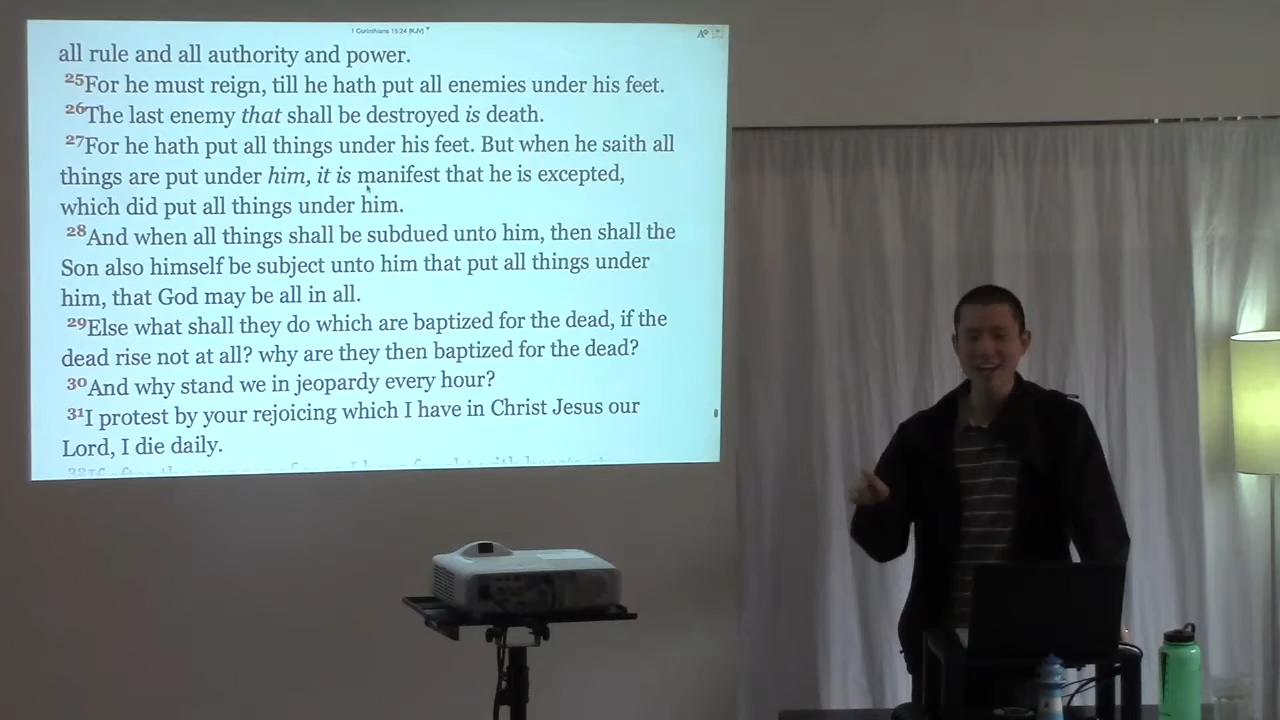 1 Corinthians 15:24 (KJV)
all rule and all authority and power.
25For he must reign, till he hath put all enemies under his feet.
26The last enemy that shall be destroyed is death.
27For he hath put all things under his feet. But when he saith all
things are put under him, it is manifest that he is excepted,
which did put all things under him.
28And when all things shall be subdued unto him, then shall the
Son also himself be subject unto him that put all things under
him, that God may be all in all.
29Else what shall they do which are baptized for the dead, if the
dead rise not at all? why are they then baptized for the dead?
30And why stand we in jeopardy every hour?
31I protest by your rejoicing which I have in Christ Jesus our
Lord, I die daily.